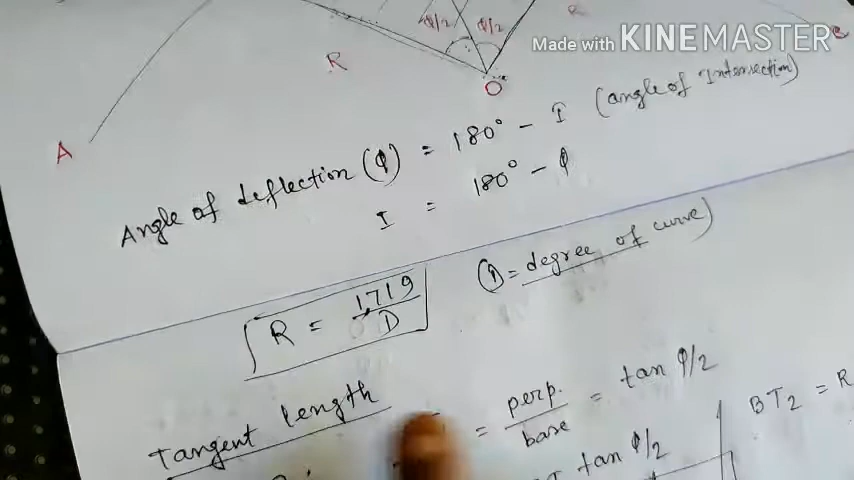 ϕ/2 ϕ/2 R
Made with KINEMASTER
R
O
A
Angle of deflection (ϕ) = 180° - I (angle of Intersection)
I = 180° - ϕ
R = 1719/D (D = degree of curve)
Tangent length
= perp./base = tan ϕ/2
BT2 = R
tan ϕ/2